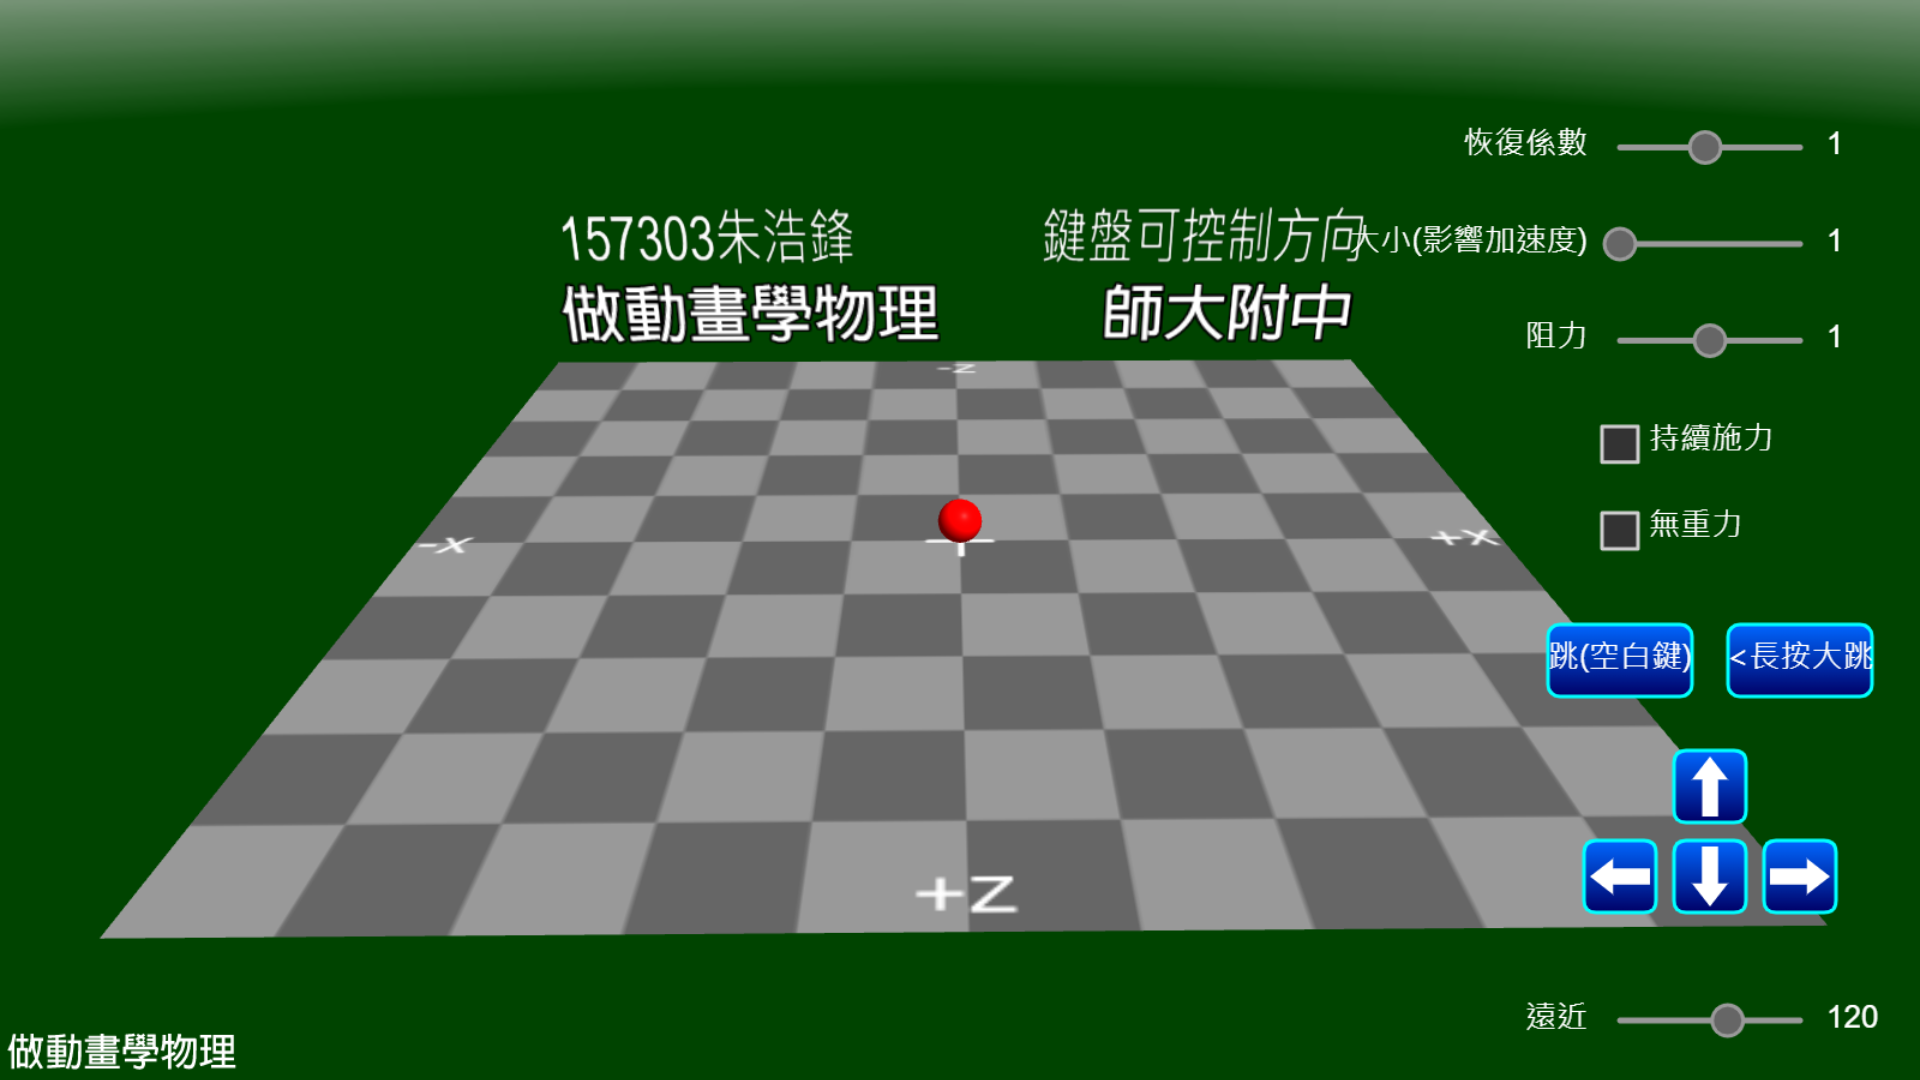 恢復係數 1
157303朱浩鋒 鍵盤可控制方向
大小(影響加速度) 1
做動畫學物理 師大附中
阻力 1
-z
持續施力
無重力
-x
+x
跳(空白鍵) <長按大跳
+z
遠近 120
做動畫學物理